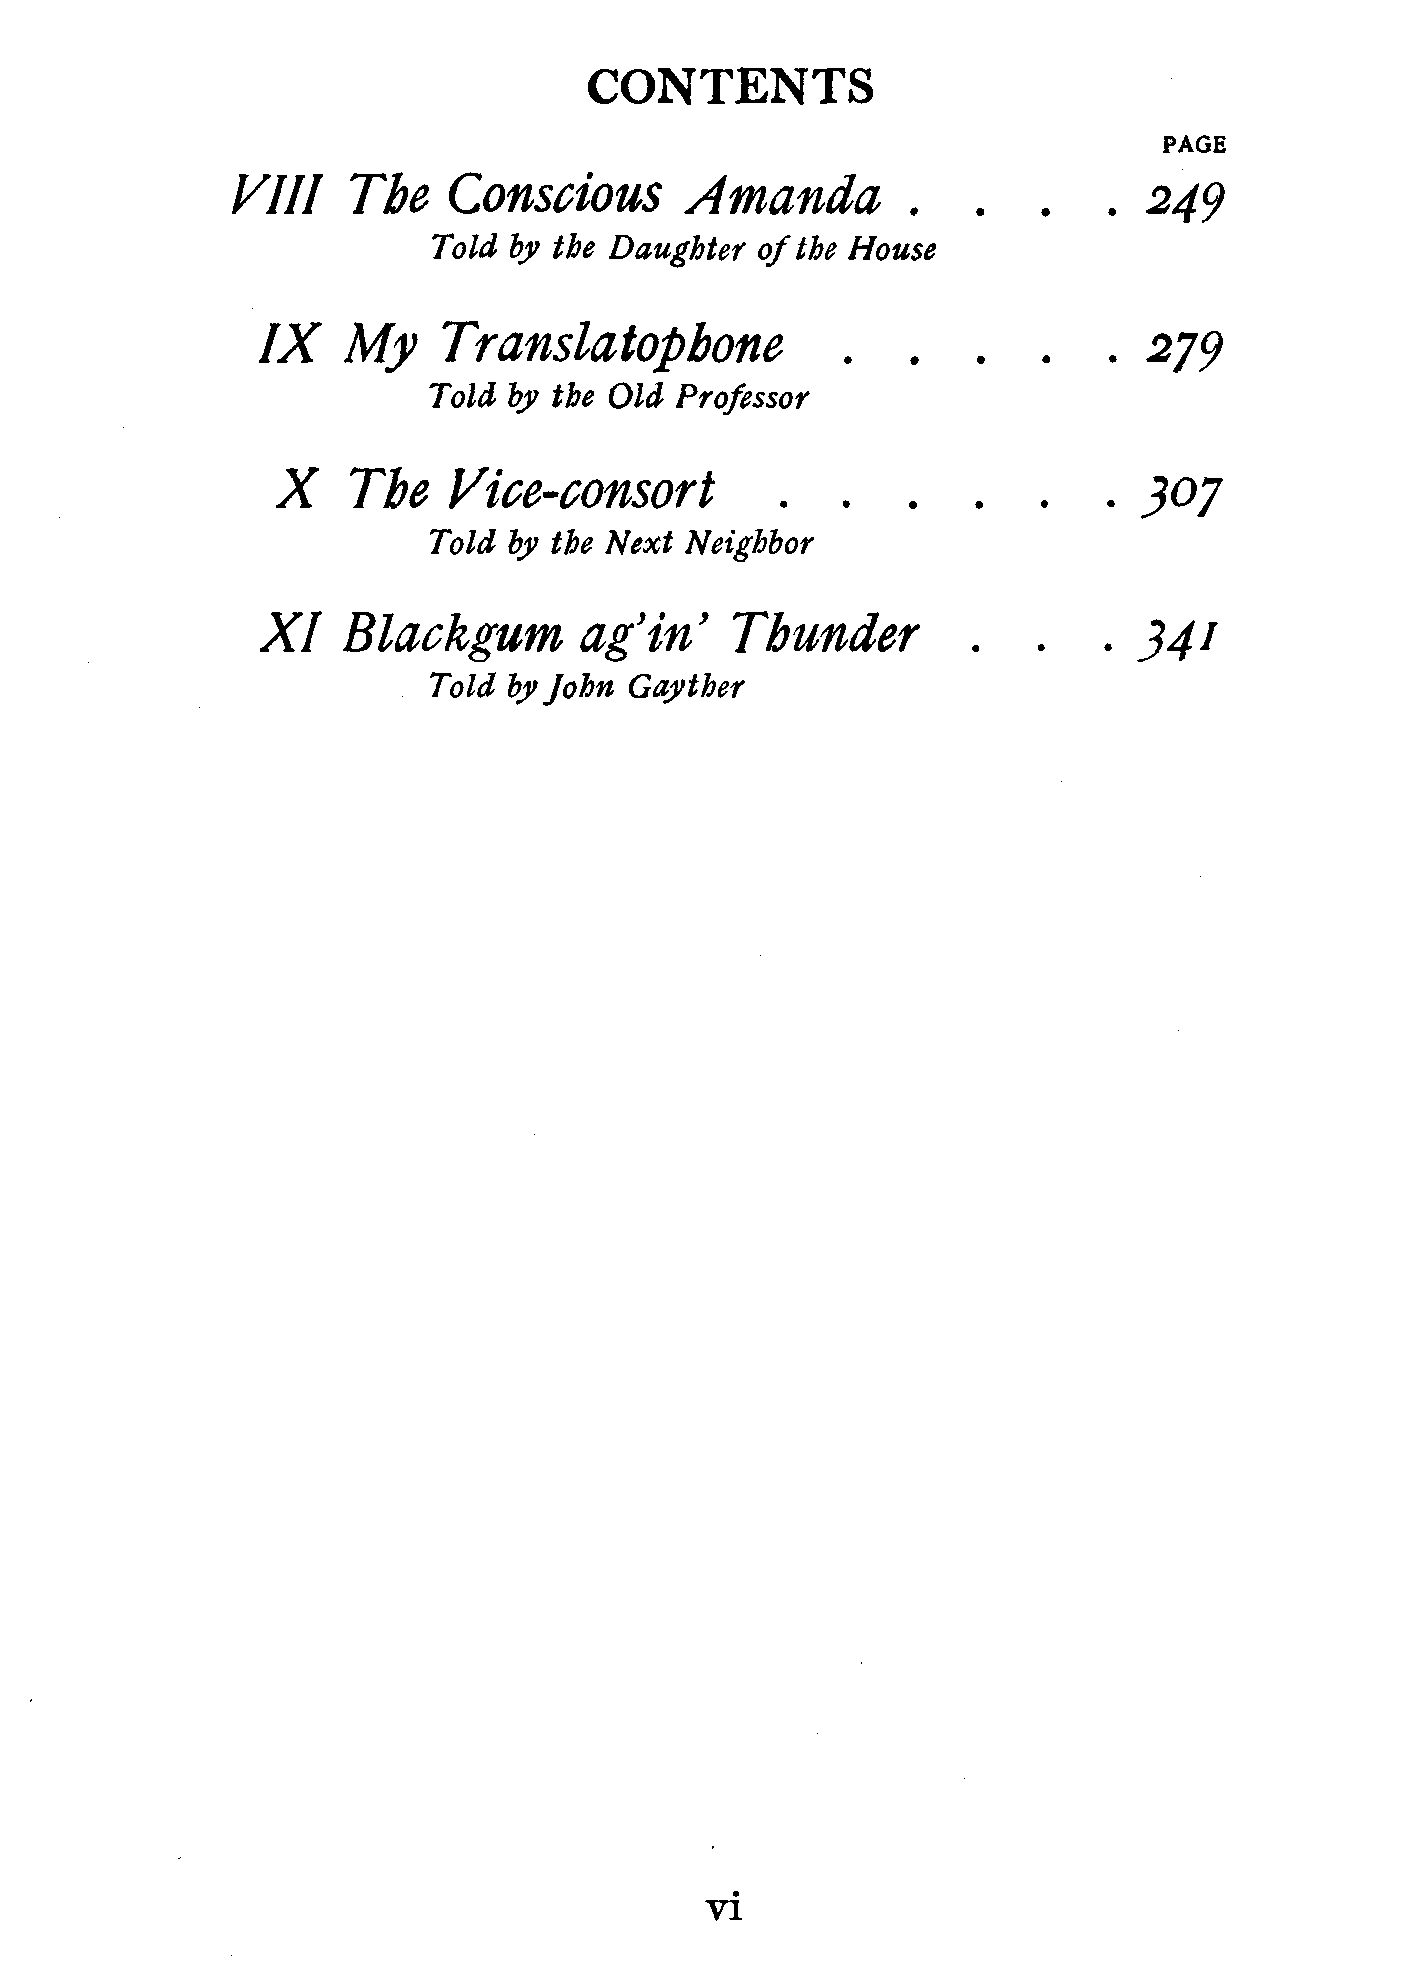 CONTENTS
PAGE
VIII The Conscious Amanda . . . . 249
Told by the Daughter of the House
IX My Translatophone . . . . . 279
Told by the Old Professor
X The Vice-consort . . . . . . 307
Told by the Next Neighbor
XI Blackgum ag'in' Thunder . . . 341
Told by John Gayther
vi